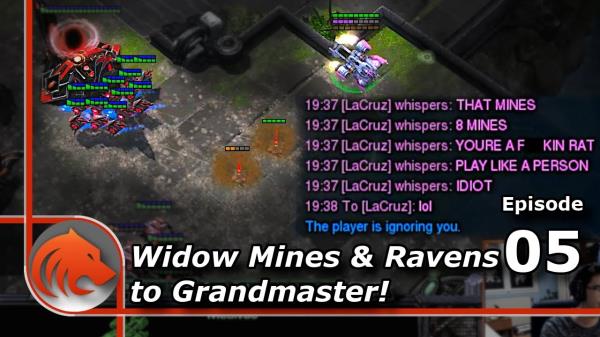 19:37 [LaCruz] whispers: THAT MINES
19:37 [LaCruz] whispers: 8 MINES
19:37 [LaCruz] whispers: YOURE A F KIN RAT
19:37 [LaCruz] whispers: PLAY LIKE A PERSON
19:37 [LaCruz] whispers: IDIOT
19:38 To [LaCruz]: lol
The player is ignoring you.
Episode
05
Widow Mines & Ravens
to Grandmaster!